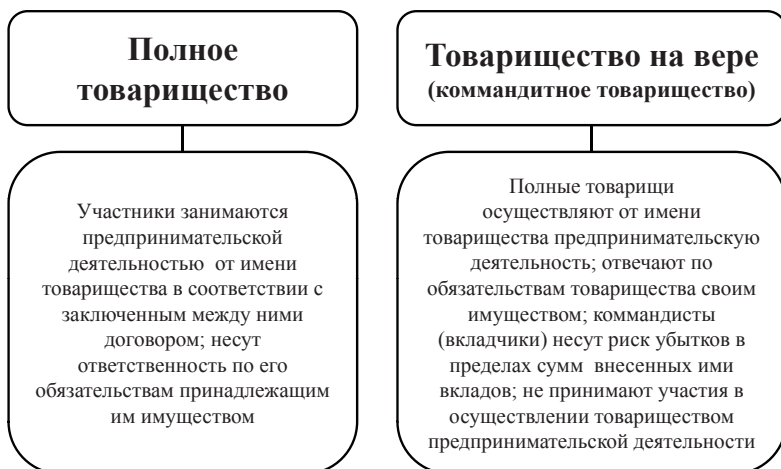 Полное
товарищество
Участники занимаются
предпринимательской
деятельностью от имени
товарищества в соответствии с
заключенным между ними
договором; несут
ответственность по его
обязательствам принадлежащим
им имуществом
Товарищество на вере
(коммандитное товарищество)
Полные товарищи
осуществляют от имени
товарищества предпринимательскую
деятельность; отвечают по
обязательствам товарищества своим
имуществом; коммандисты
(вкладчики) несут риск убытков в
пределах сумм внесенных ими
вкладов; не принимают участия в
осуществлении товариществом
предпринимательской деятельности